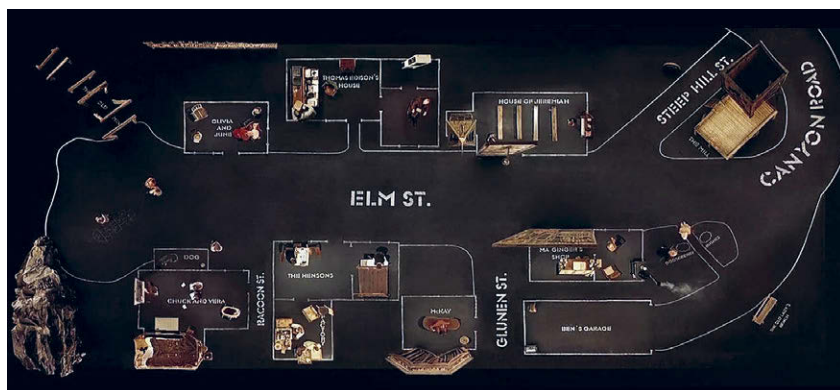 THOMAS EDISON'S
HOUSE
OLIVIA
AND
JUNE
HOUSE OF JEREMIAH
STEEP HILL ST.
CANYON ROAD
ELM ST.
DOG
CHUCK AND VERA
RACOON ST.
THE HENSONS
McKAY
GLUNEN ST.
MA GINGER'S
SHOP
BEN'S GARAGE